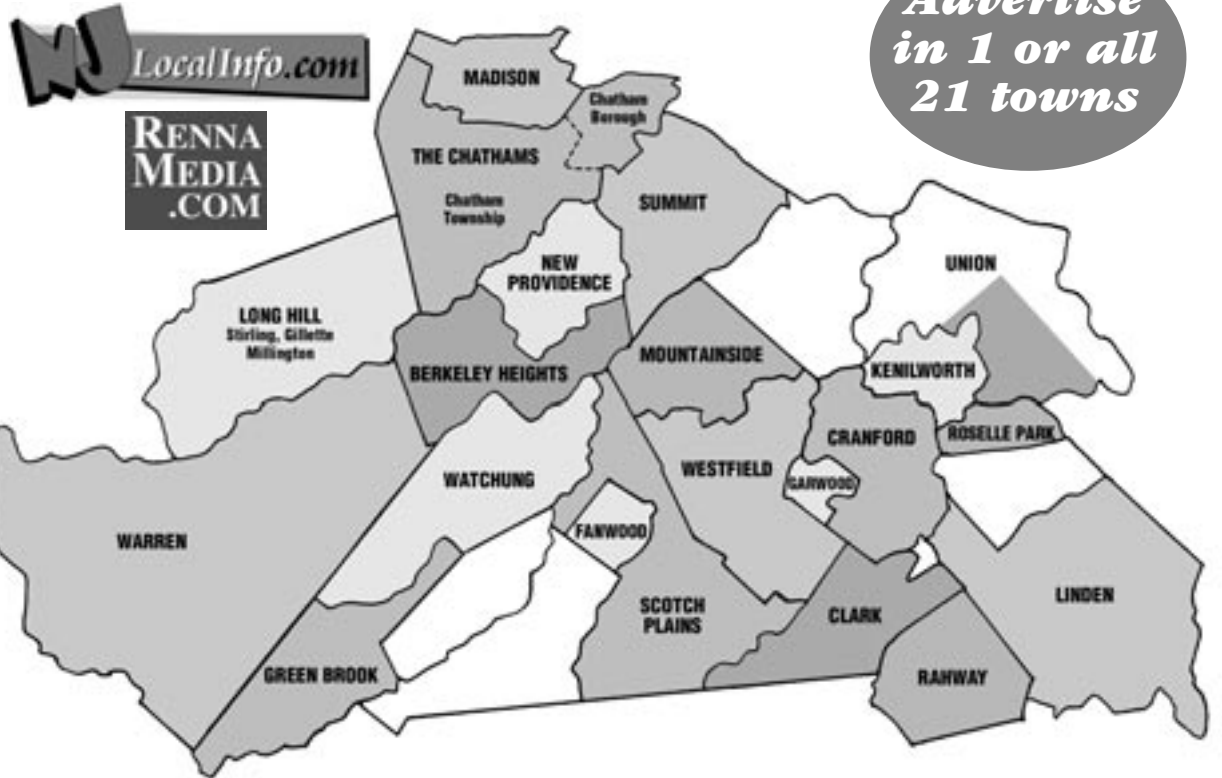 NJ LocalInfo.com
RENNA
MEDIA
.COM
Advertise
in 1 or all
21 towns
MADISON
Chatham
Borough
THE CHATHAMS
Chatham
Township
SUMMIT
NEW
PROVIDENCE
UNION
LONG HILL
Stirling, Gillette
Millington
BERKELEY HEIGHTS
MOUNTAINSIDE
KENILWORTH
CRANFORD
ROSELLE PARK
WATCHUNG
WESTFIELD
GARWOOD
WARREN
FANWOOD
SCOTCH
PLAINS
CLARK
LINDEN
GREEN BROOK
RAHWAY